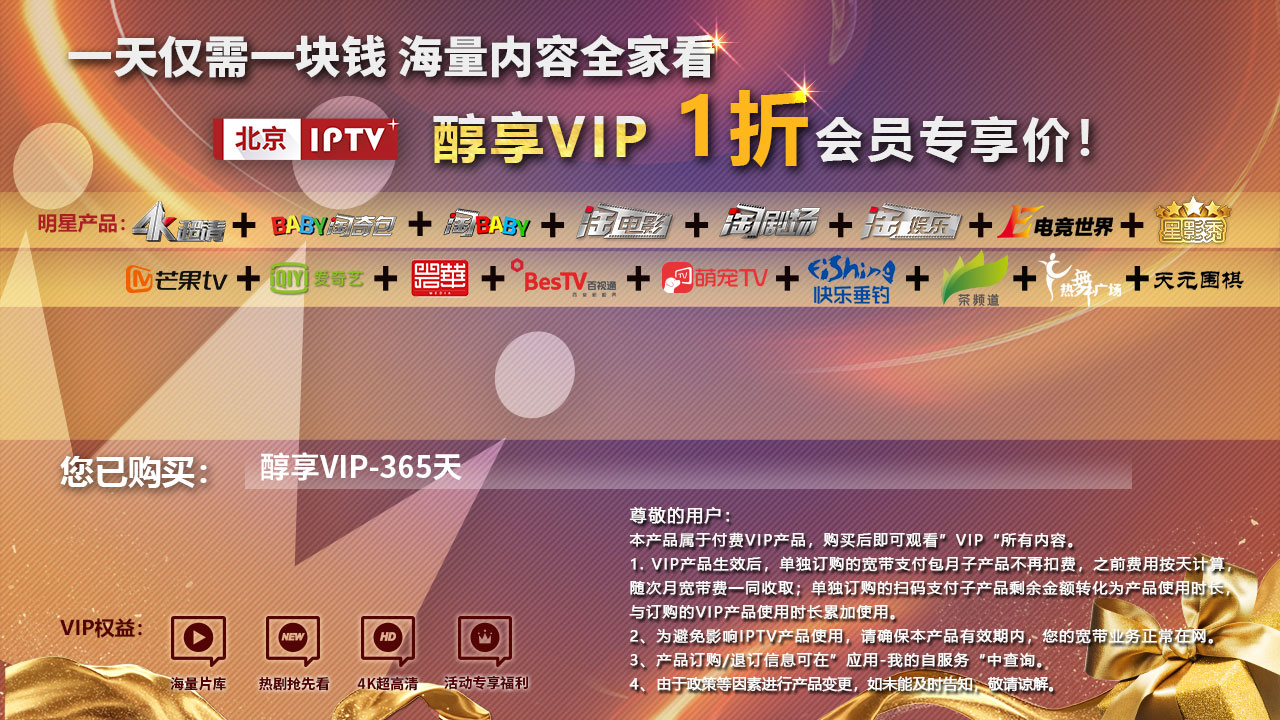 一天仅需一块钱 海量内容全家看
北京 IPTV 醇享VIP 1折会员专享价！
明星产品： 4K超清 + BABY淘奇包 + 淘BABY + 淘电影 + 淘剧场 + 淘娱乐 + E电竞世界 + 星影秀
芒果tv + QIY 爱奇艺 + 華 MEDIA + BesTV百视通 + 萌宠TV + FiShing 快乐垂钓 + 茶频道 + 热舞广场 + 天元围棋
您已购买： 醇享VIP-365天
尊敬的用户：
本产品属于付费VIP产品，购买后即可观看”VIP“所有内容。
1. VIP产品生效后，单独订购的宽带支付包月子产品不再扣费，之前费用按天计算，
随次月宽带费一同收取；单独订购的扫码支付子产品剩余金额转化为产品使用时长，
与订购的VIP产品使用时长累加使用。
2、为避免影响IPTV产品使用，请确保本产品有效期内，您的宽带业务正常在网。
3、产品订购/退订信息可在”应用-我的自服务“中查询。
4、由于政策等因素进行产品变更，如未能及时告知，敬请谅解。
VIP权益： NEW HD
海量片库 热剧抢先看 4K超高清 活动专享福利